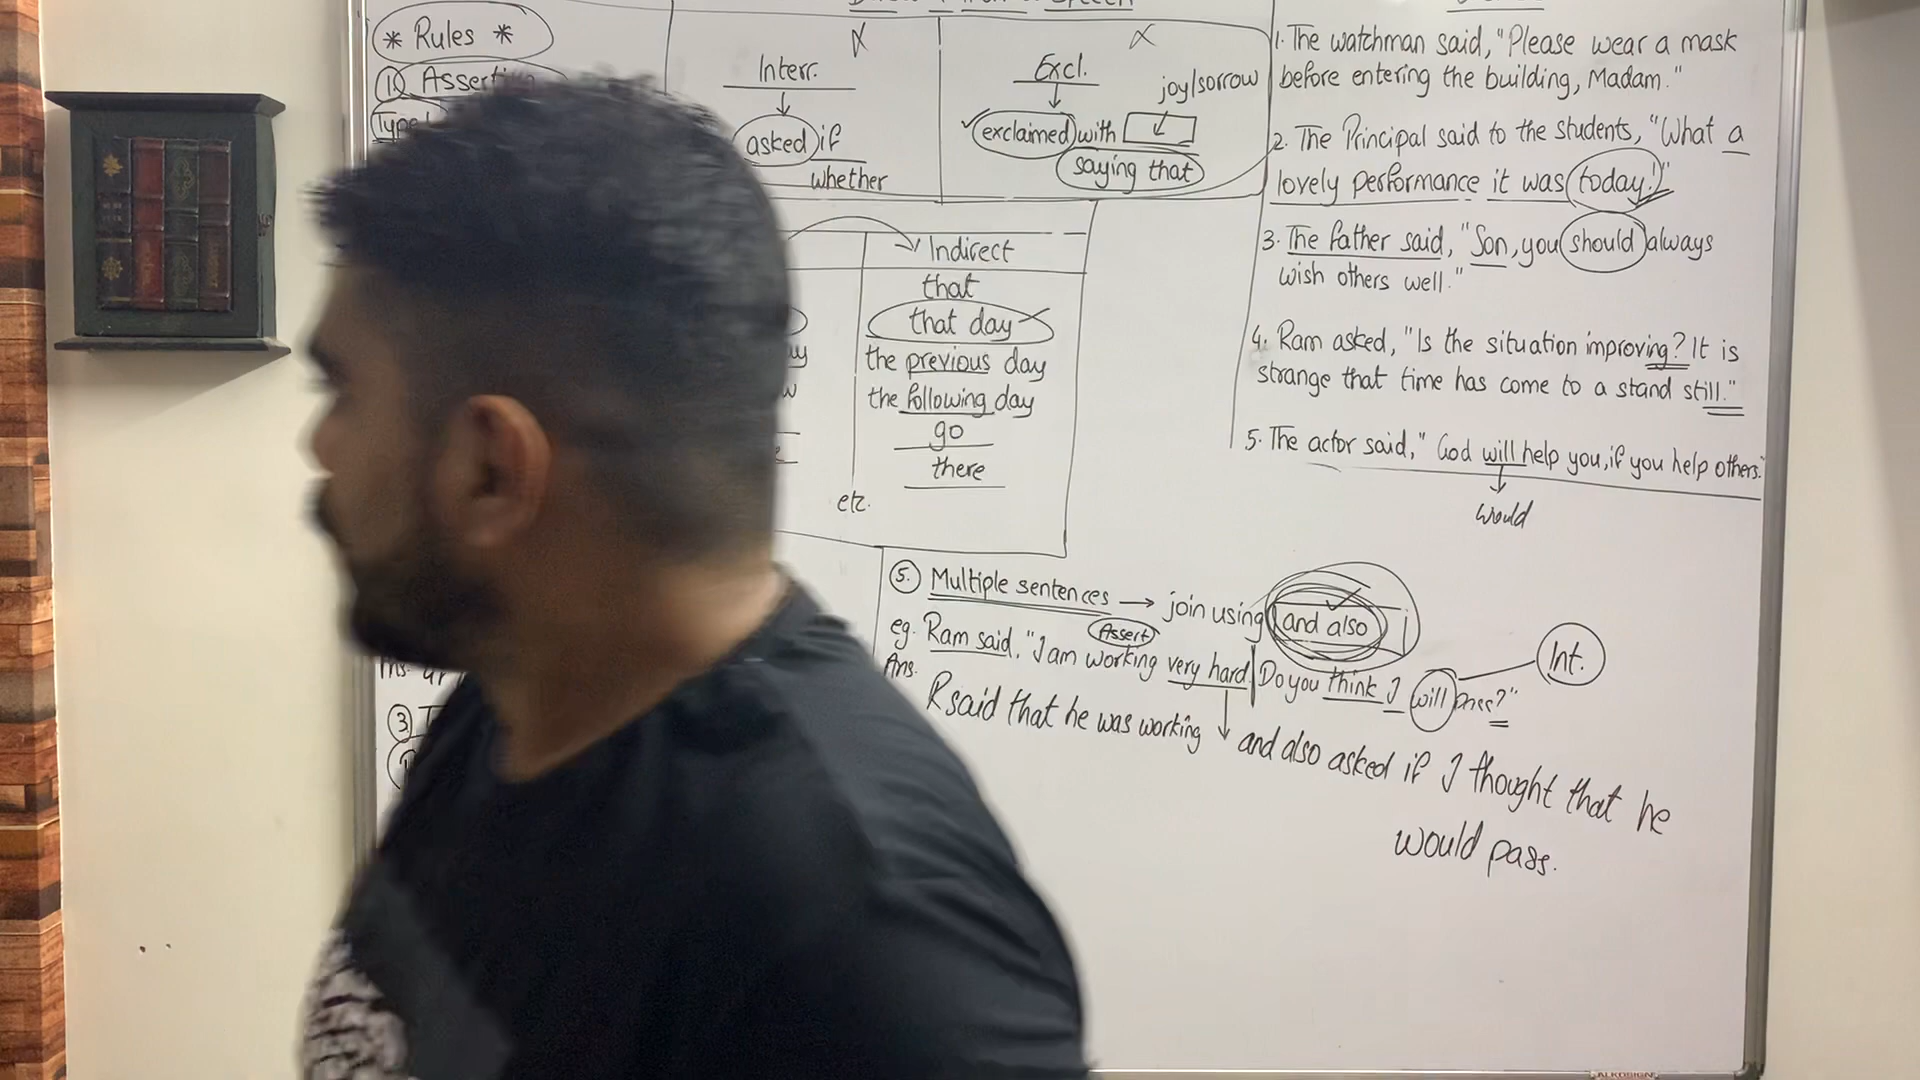 * Rules *
1) Asserti
Type
Interr.
asked if
whether
Excl.
joy/sorrow
exclaimed with
saying that
Indirect
that
that day
the previous day
the following day
go
there
etc.
1. The watchman said, "Please wear a mask
before entering the building, Madam."
2. The Principal said to the students, "What a
lovely performance it was today!"
3. The father said, "Son, you should always
wish others well."
4. Ram asked, "Is the situation improving? It is
strange that time has come to a stand still."
5. The actor said, "God will help you, if you help others."
would
5. Multiple sentences → join using and also
Assert
eg. Ram said, "I am working very hard. Do you think I will pass?"
Int.
Ans. R said that he was working and also asked if I thought that he
would pass.
3
ALKOSIGN